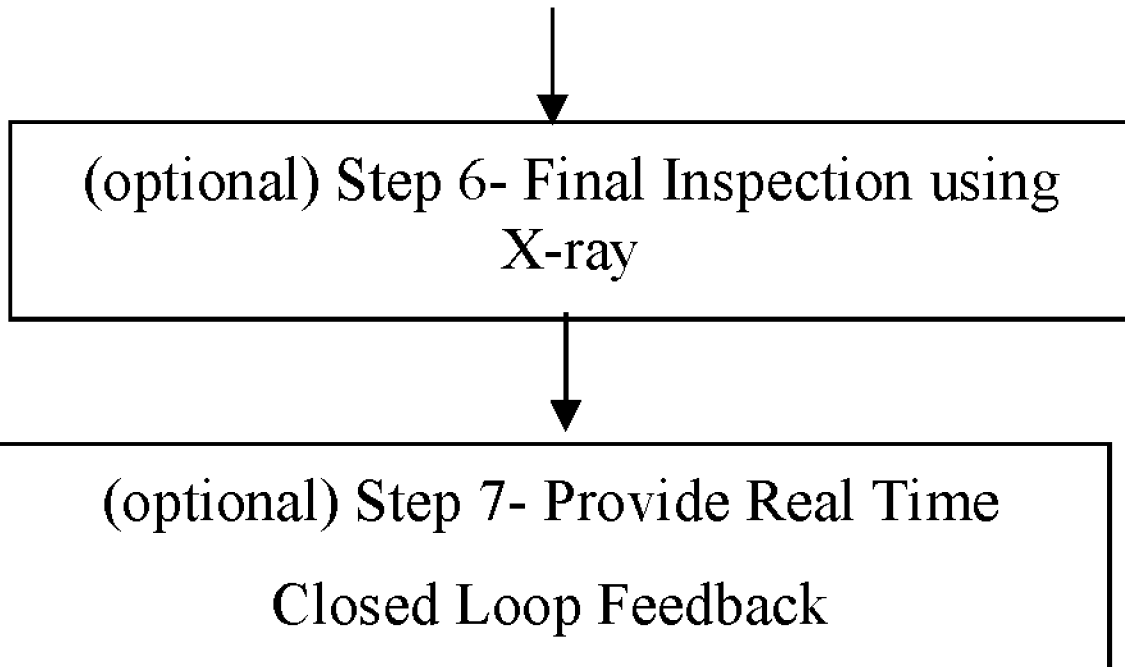 (optional) Step 6- Final Inspection using
X-ray
(optional) Step 7- Provide Real Time
Closed Loop Feedback